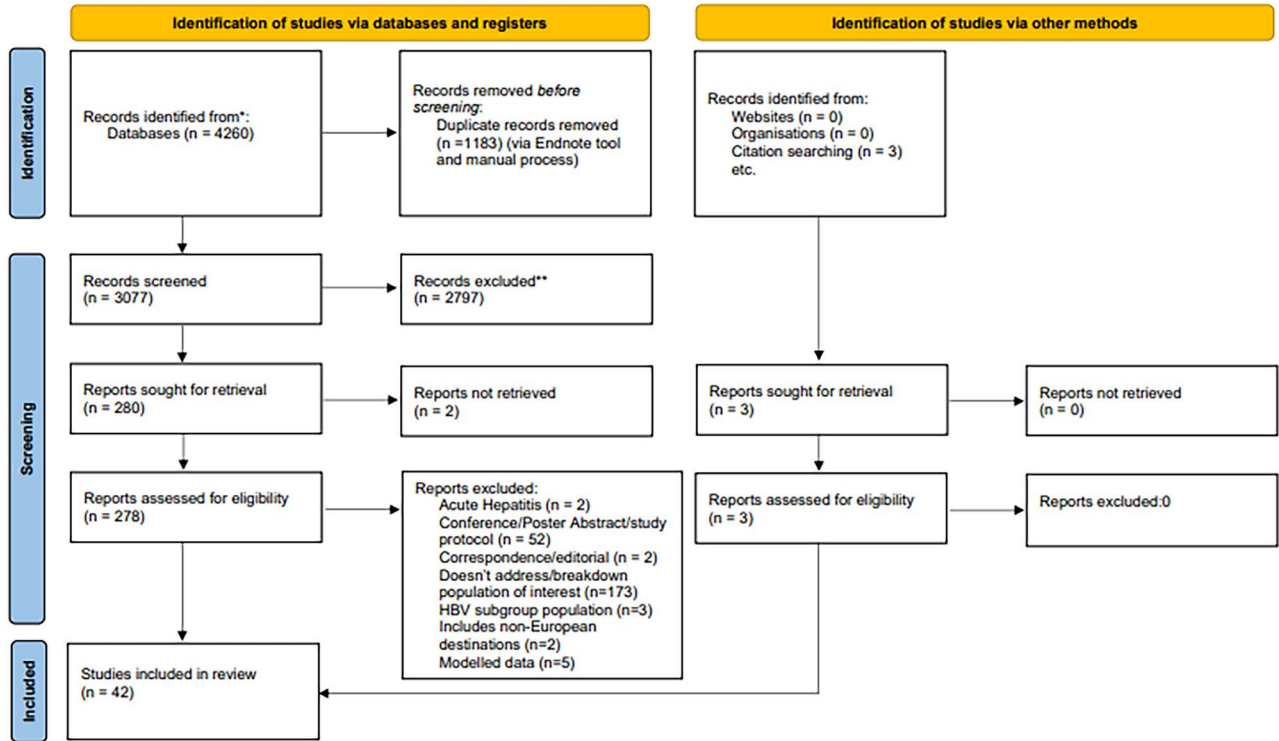 Identification of studies via databases and registers
Identification of studies via other methods
Identification
Records identified from*:
Databases (n = 4260)
Records removed before
screening:
Duplicate records removed
(n =1183) (via Endnote tool
and manual process)
Records identified from:
Websites (n = 0)
Organisations (n = 0)
Citation searching (n = 3)
etc.
Screening
Records screened
(n = 3077)
Records excluded**
(n = 2797)
Reports sought for retrieval
(n = 280)
Reports not retrieved
(n = 2)
Reports sought for retrieval
(n = 3)
Reports not retrieved
(n = 0)
Reports assessed for eligibility
(n = 278)
Reports excluded:
Acute Hepatitis (n = 2)
Conference/Poster Abstract/study
protocol (n = 52)
Correspondence/editorial (n = 2)
Doesn't address/breakdown
population of interest (n=173)
HBV subgroup population (n=3)
Includes non-European
destinations (n=2)
Modelled data (n=5)
Reports assessed for eligibility
(n = 3)
Reports excluded:0
Included
Studies included in review
(n = 42)